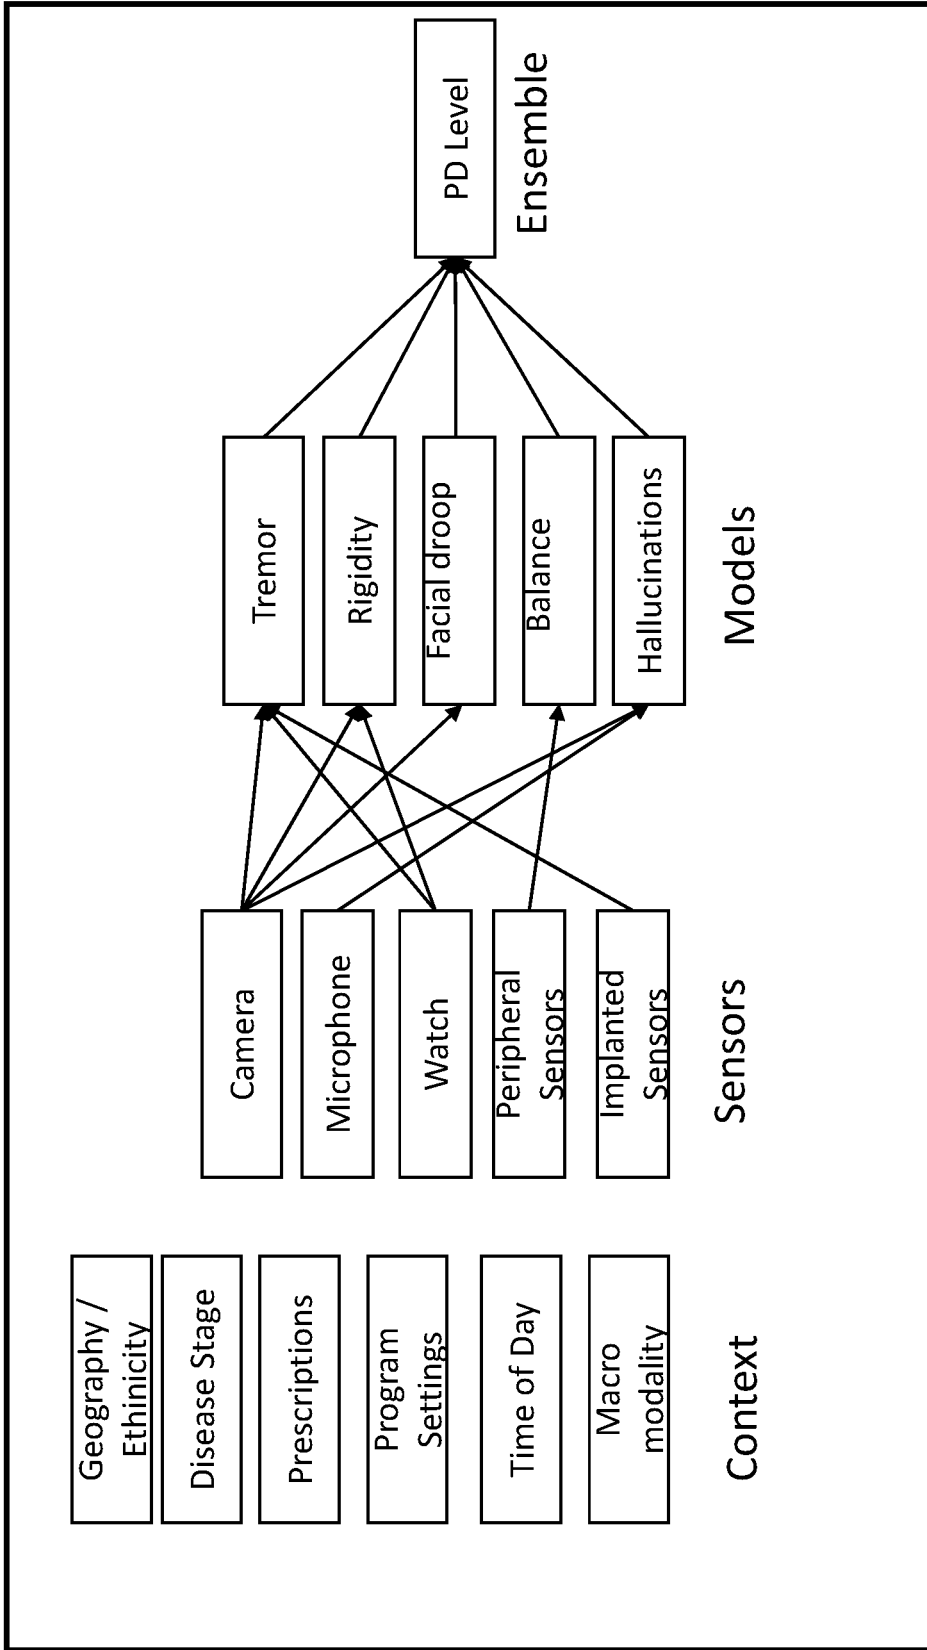 Geography /
Ethinicity
Disease Stage
Prescriptions
Program
Settings
Time of Day
Macro
modality
Context
Camera
Microphone
Watch
Peripheral
Sensors
Implanted
Sensors
Sensors
Tremor
Rigidity
Facial droop
Balance
Hallucinations
Models
PD Level
Ensemble